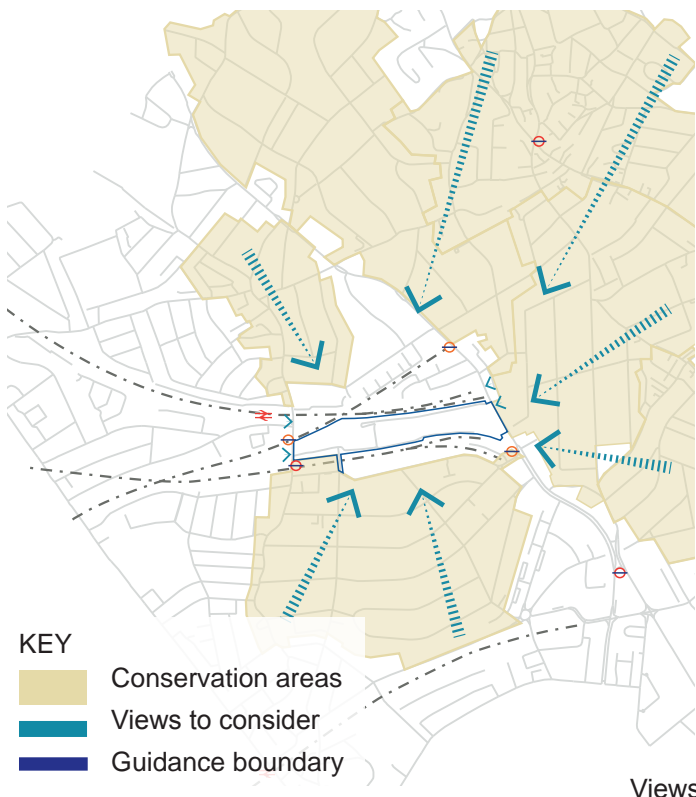 KEY
Conservation areas
Views to consider
Guidance boundary
Views